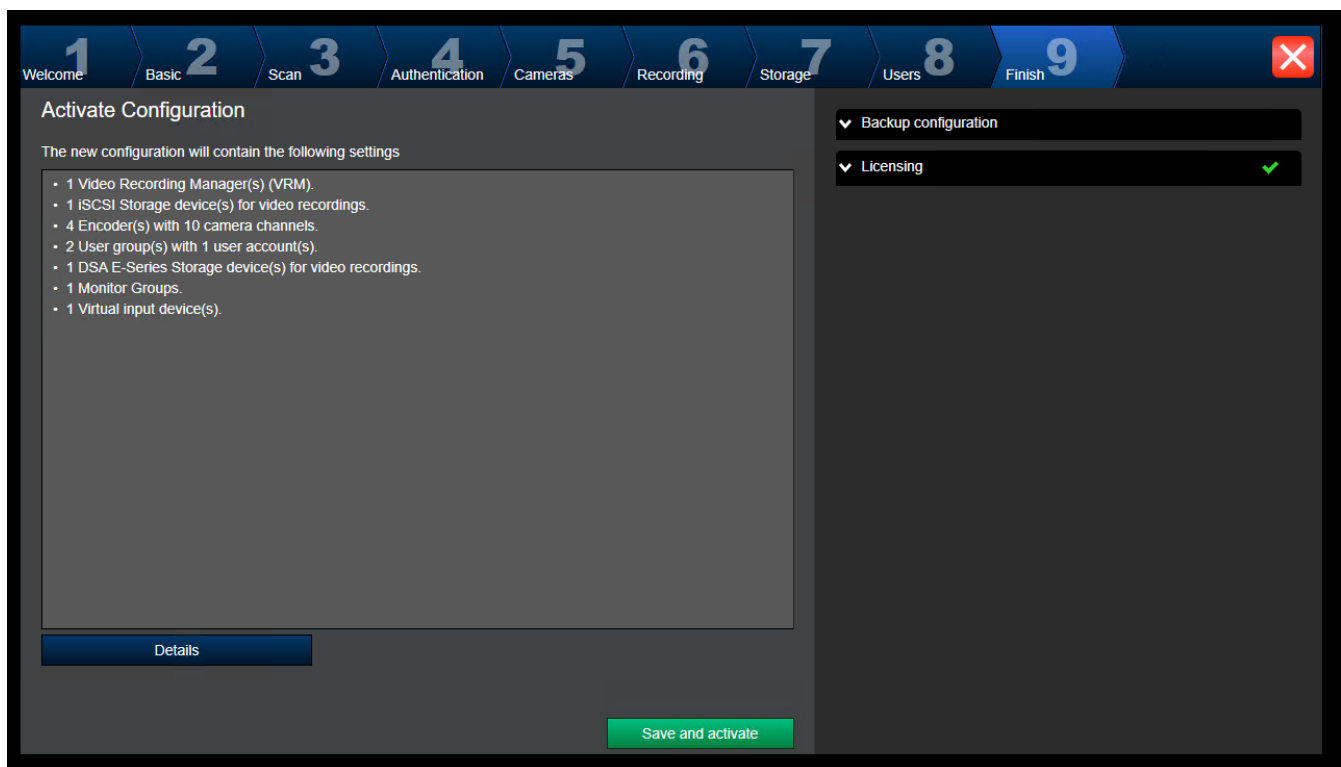 1 Welcome
2 Basic
3 Scan
4 Authentication
5 Cameras
6 Recording
7 Storage
8 Users
9 Finish
Activate Configuration
The new configuration will contain the following settings
• 1 Video Recording Manager(s) (VRM).
• 1 iSCSI Storage device(s) for video recordings.
• 4 Encoder(s) with 10 camera channels.
• 2 User group(s) with 1 user account(s).
• 1 DSA E-Series Storage device(s) for video recordings.
• 1 Monitor Groups.
• 1 Virtual input device(s).
Details
Save and activate
Backup configuration
Licensing